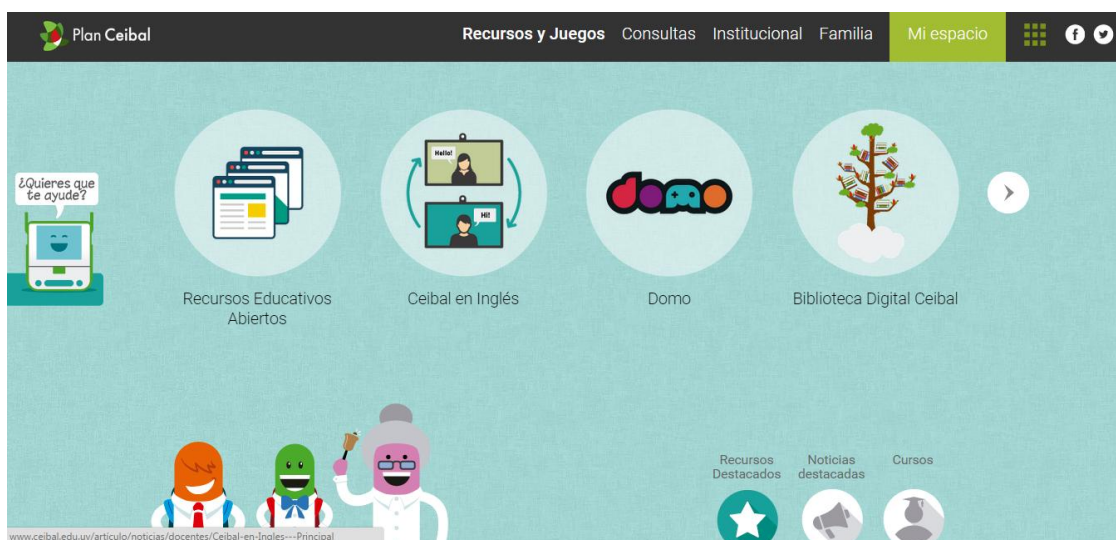 Plan Ceibal
Recursos y Juegos Consultas Institucional Familia Mi espacio
¿Quieres que
te ayude?
Hello!
Hi!
domo
Recursos Educativos
Abiertos
Ceibal en Inglés
Domo
Biblioteca Digital Ceibal
Recursos
Destacados
Noticias
destacadas
Cursos
www.ceibal.edu.uy/articulo/noticias/docentes/Ceibal-en-Ingles---Principal